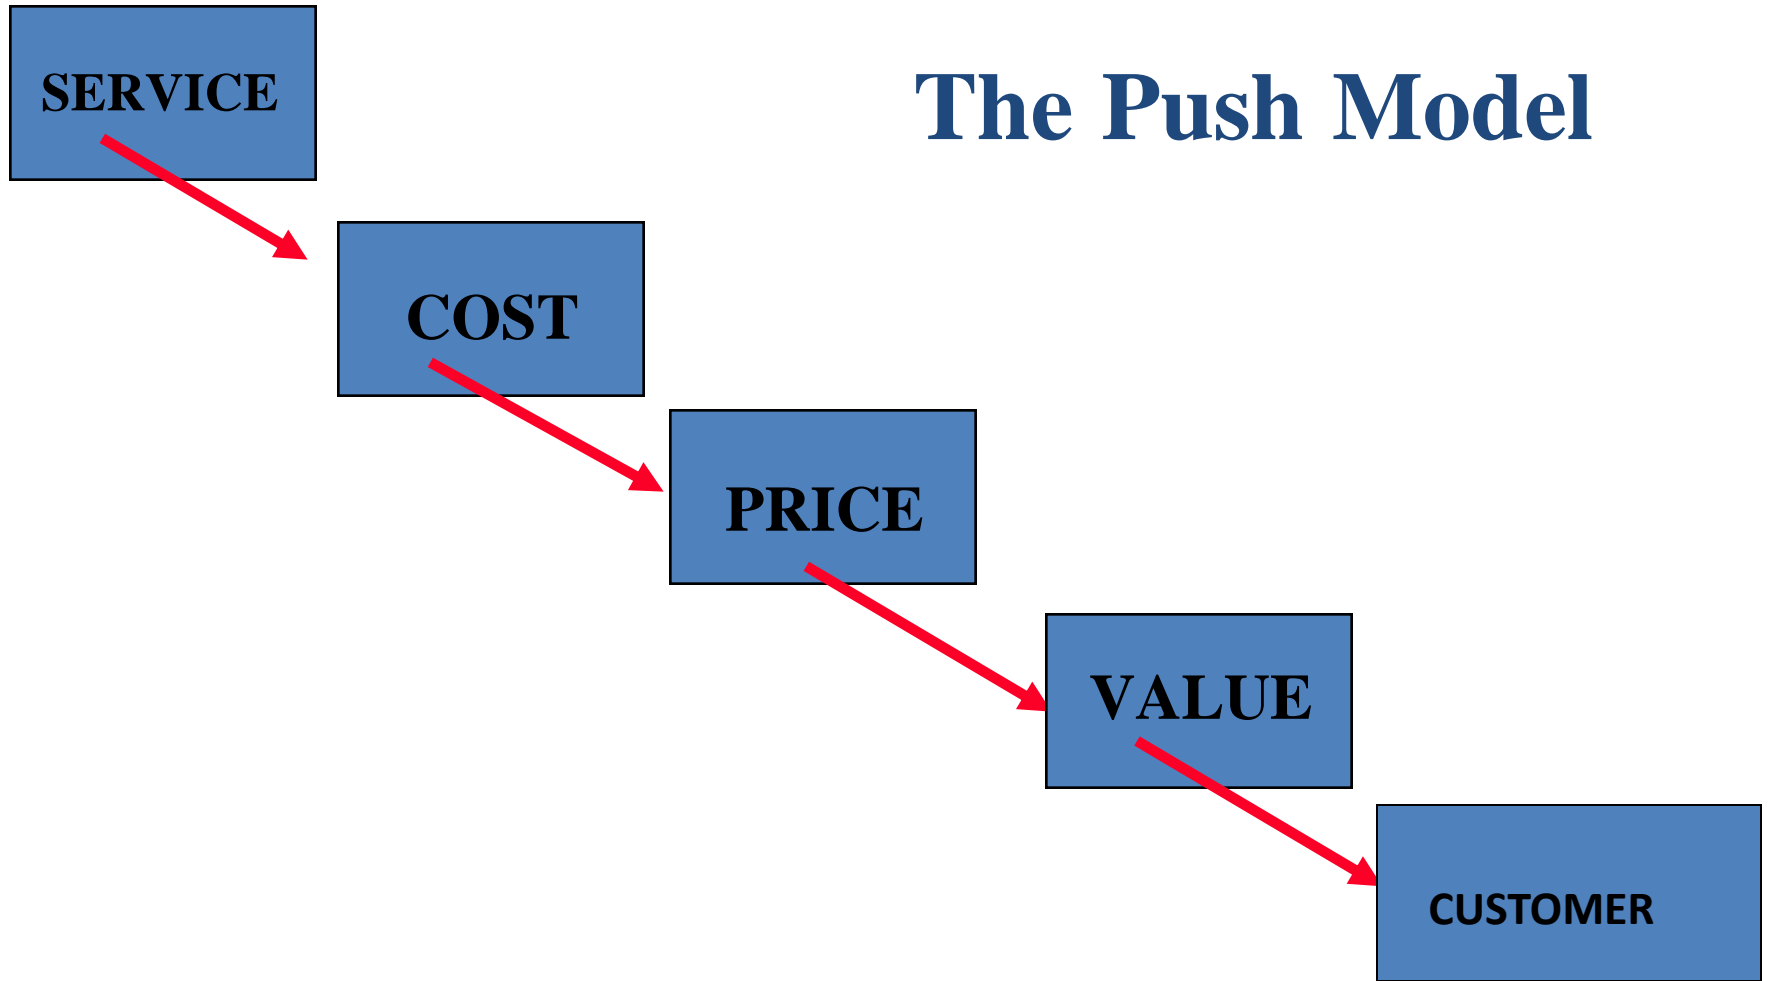 SERVICE
The Push Model
COST
PRICE
VALUE
CUSTOMER